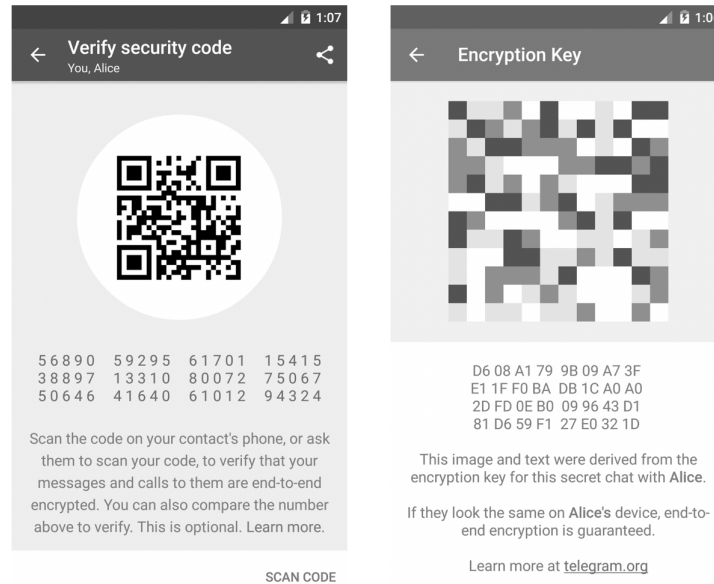 1:07
Verify security code
You, Alice
56890 59295 61701 15415
38897 13310 80072 75067
50646 41640 61012 94324
Scan the code on your contact's phone, or ask
them to scan your code, to verify that your
messages and calls to them are end-to-end
encrypted. You can also compare the number
above to verify. This is optional. Learn more.
SCAN CODE
Encryption Key
D6 08 A1 79 9B 09 A7 3F
E1 1F F0 BA DB 1C A0 A0
2D FD 0E B0 09 96 43 D1
81 D6 59 F1 27 E0 32 1D
This image and text were derived from the
encryption key for this secret chat with Alice.
If they look the same on Alice's device, end-to-
end encryption is guaranteed.
Learn more at telegram.org